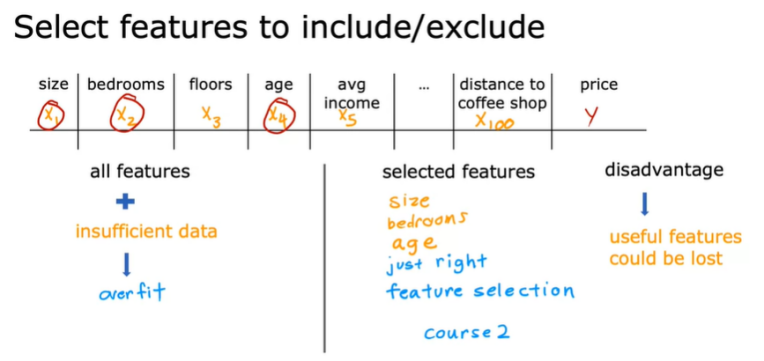 Select features to include/exclude
size bedrooms floors age avg income ... distance to coffee shop price
x₁ x₂ x₃ x₄ x₅ x₁₀₀ y
all features
+
insufficient data
↓
over fit
selected features
size
bedrooms
age
just right
feature selection
course 2
disadvantage
↓
useful features
could be lost